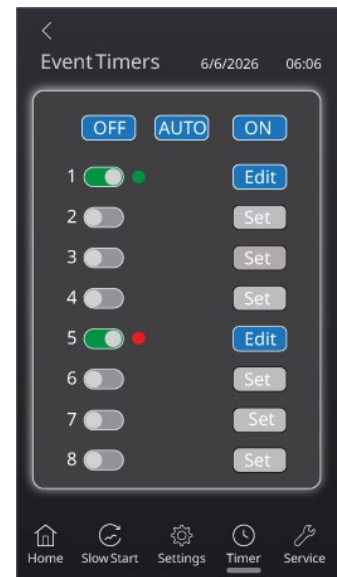 Event Timers 6/6/2026 06:06
OFF AUTO ON
1 Edit
2 Set
3 Set
4 Set
5 Edit
6 Set
7 Set
8 Set
Home Slow Start Settings Timer Service